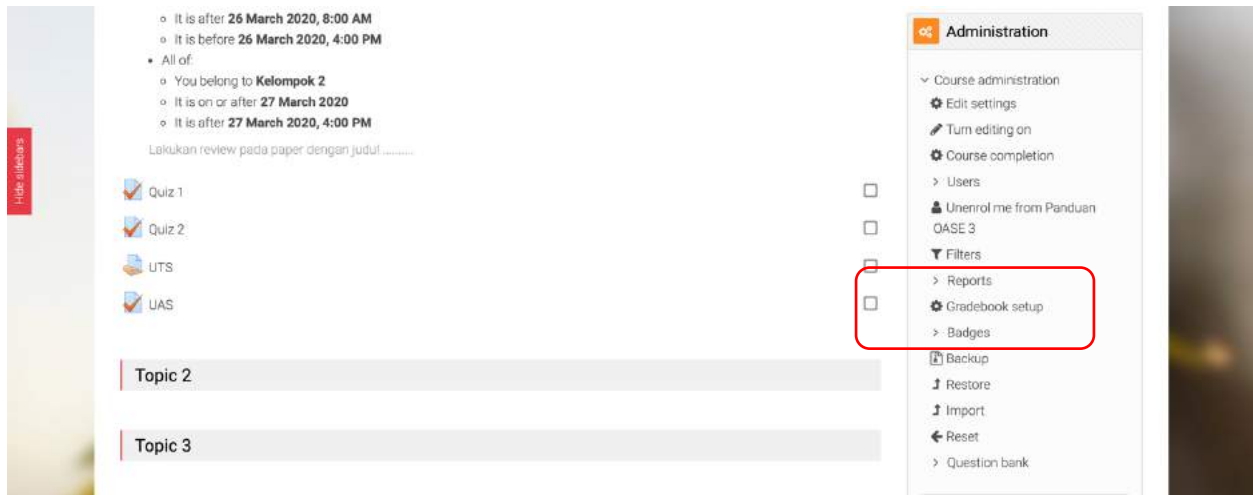 It is after 26 March 2020, 8:00 AM
It is before 26 March 2020, 4:00 PM
All of:
You belong to Kelompok 2
It is on or after 27 March 2020
It is after 27 March 2020, 4:00 PM
Lakukan review pada paper dengan judul .........
Quiz 1
Quiz 2
UTS
UAS
Topic 2
Topic 3
Hide sidebars
Administration
Course administration
Edit settings
Turn editing on
Course completion
Users
Unenrol me from Panduan
OASE 3
Filters
Reports
Gradebook setup
Badges
Backup
Restore
Import
Reset
Question bank